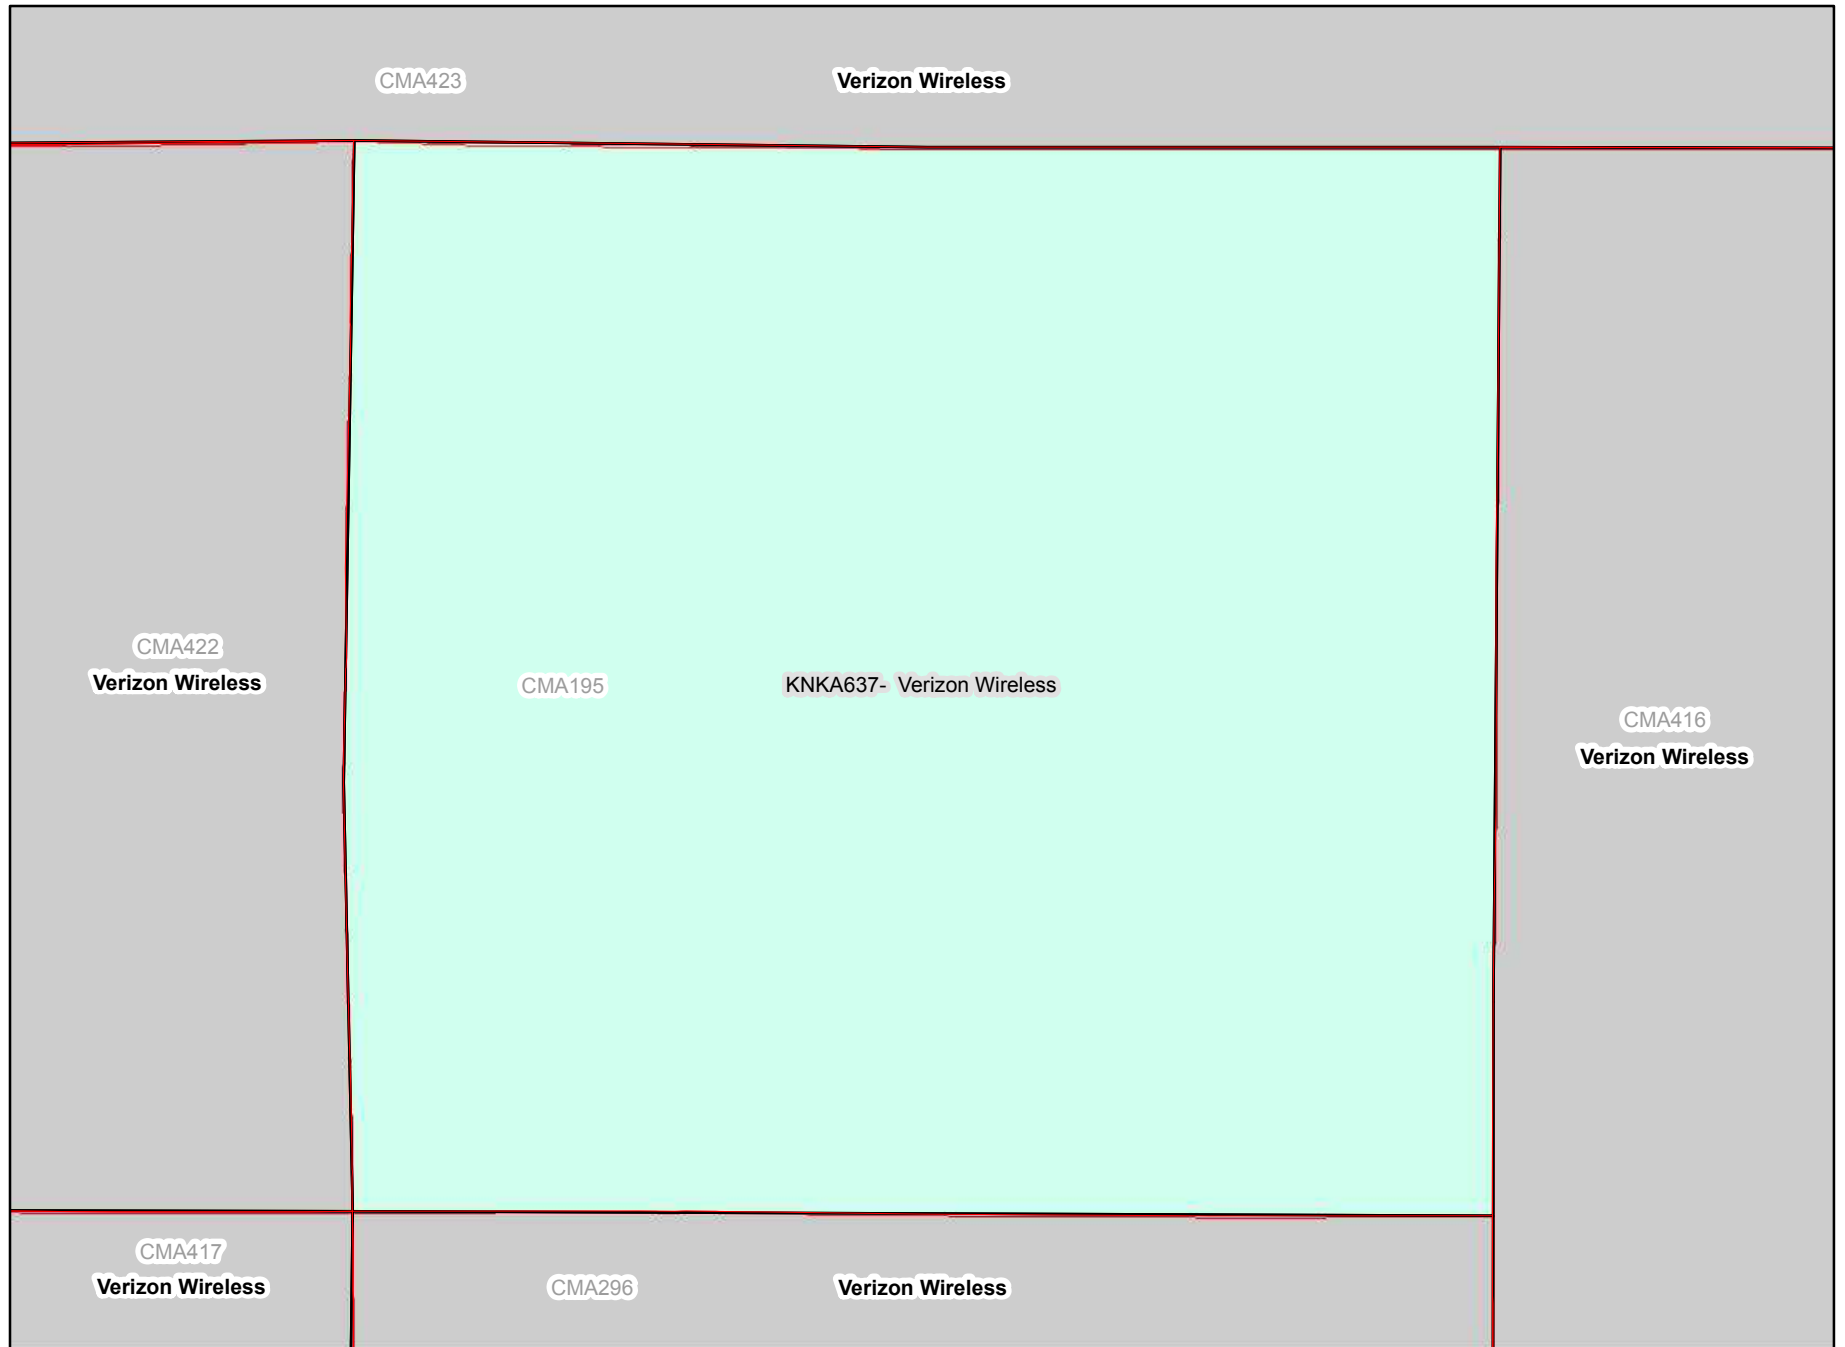 CMA423
Verizon Wireless
CMA422
Verizon Wireless
CMA195
KNKA637- Verizon Wireless
CMA416
Verizon Wireless
CMA417
Verizon Wireless
CMA296
Verizon Wireless